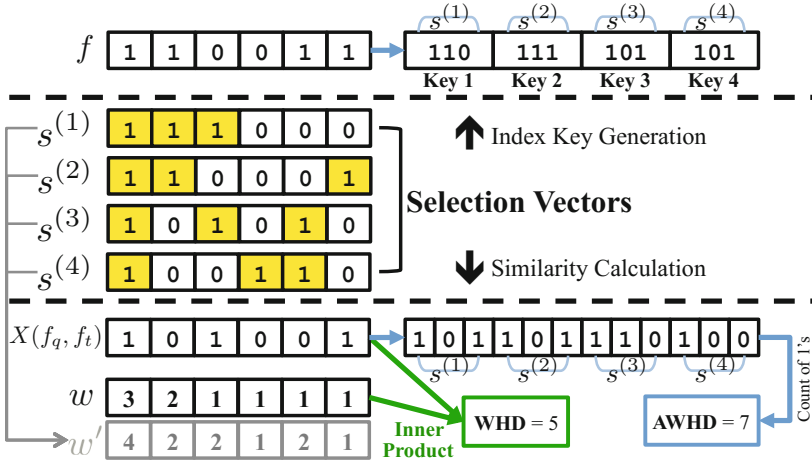 s^{(1)} s^{(2)} s^{(3)} s^{(4)}
f 1 1 0 0 1 1 110 111 101 101
Key 1 Key 2 Key 3 Key 4
s^{(1)} 1 1 1 0 0 0
Index Key Generation
s^{(2)} 1 1 0 0 0 1
Selection Vectors
s^{(3)} 1 0 1 0 1 0
s^{(4)} 1 0 0 1 1 0
Similarity Calculation
X(f_q, f_t) 1 0 1 0 0 1 1 0 1 1 0 1 1 1 0 1 0 0
s^{(1)} s^{(2)} s^{(3)} s^{(4)}
Count of 1's
w 3 2 1 1 1 1
w' 4 2 2 1 2 1
Inner
Product
WHD = 5
AWHD = 7